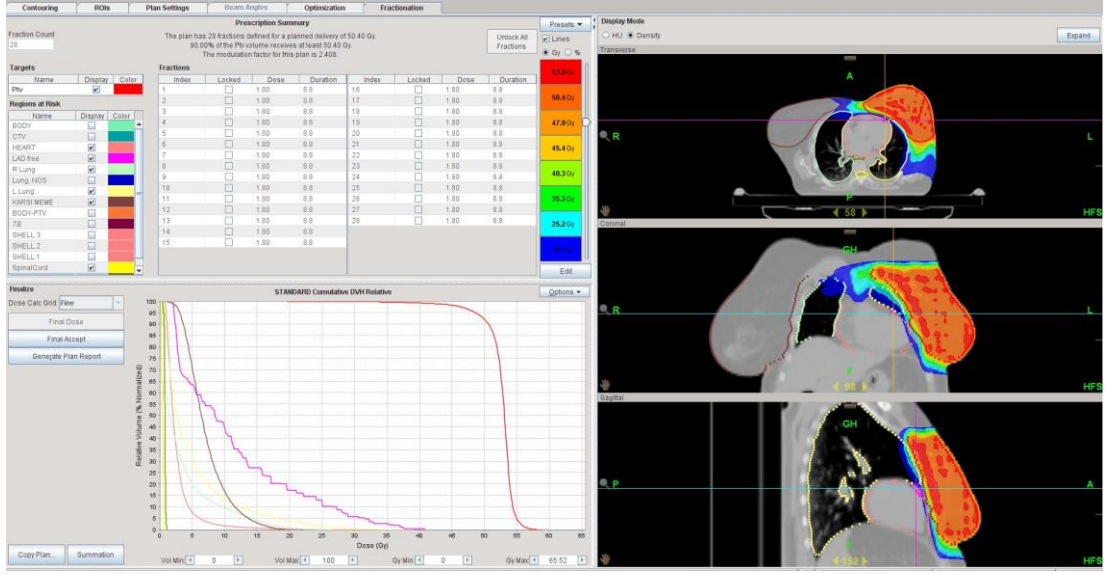 Contouring ROIs Plan Settings Beam Angles Optimization Fractionation
Prescription Summary
Fraction Count
28
The plan has 28 fractions defined for a planned delivery of 50.40 Gy.
90.00% of the Ptv volume receives at least 50.40 Gy.
The modulation factor for this plan is 2.408.
Unlock All
Fractions
Presets
Lines
Gy %
Targets
Name Display Color
Ptv
Regions at Risk
Name Display Color
BODY
CTV
HEART
LAD free
R Lung
Lung, NOS
L Lung
KARSI MEME
BODY-PTV
SHELL 3
SHELL 2
SHELL 1
SpinalCord
Fractions
Index Locked Dose Duration Index Locked Dose Duration
1 1.80 8.8 16 1.80 8.8
2 1.80 8.8 17 1.80 8.8
3 1.80 8.8 18 1.80 8.8
4 1.80 8.8 19 1.80 8.8
5 1.80 8.8 20 1.80 8.8
6 1.80 8.8 21 1.80 8.8
7 1.80 8.8 22 1.80 8.8
8 1.80 8.8 23 1.80 8.8
9 1.80 8.8 24 1.80 8.8
10 1.80 8.8 25 1.80 8.8
11 1.80 8.8 26 1.80 8.8
12 1.80 8.8 27 1.80 8.8
13 1.80 8.8 28 1.80 8.8
14 1.80 8.8
15 1.80 8.8
53.9Gy
50.4Gy
47.9Gy
45.4Gy
40.3Gy
35.3Gy
25.2Gy
Edit
Finalize
Dose Calc Grid Fine
Final Dose
Final Accept
Generate Plan Report
Copy Plan..
Summation
STANDARD Cumulative DVH Relative
Options
Relative Volume (% Normalized)
100
95
90
85
80
75
70
65
60
55
50
45
40
35
30
25
20
15
10
5
0
0 5 10 15 20 25 30 35 40 45 50 55 60 65
Dose (Gy)
Vol Min: 0 Vol Max: 100 Gy Min: 0 Gy Max: 65.52
Display Mode
HU Density
Expand
Transverse
A
R
L
P
58
HFS
Coronal
GH
R
L
F
98
HFS
Sagittal
GH
P
A
152
HFS